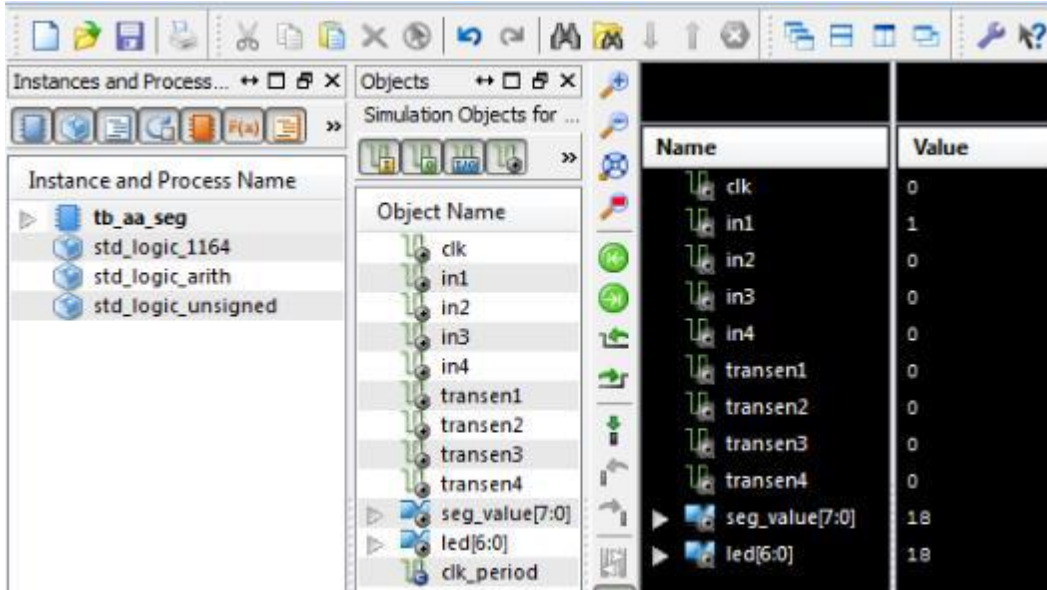 Instances and Process...
Objects
Simulation Objects for ...
F(x)
»
I
O
I/O
»
Name
Value
Instance and Process Name
tb_aa_seg
std_logic_1164
std_logic_arith
std_logic_unsigned
Object Name
clk
in1
in2
in3
in4
transen1
transen2
transen3
transen4
seg_value[7:0]
led[6:0]
clk_period
clk 0
in1 1
in2 0
in3 0
in4 0
transen1 0
transen2 0
transen3 0
transen4 0
seg_value[7:0] 18
led[6:0] 18